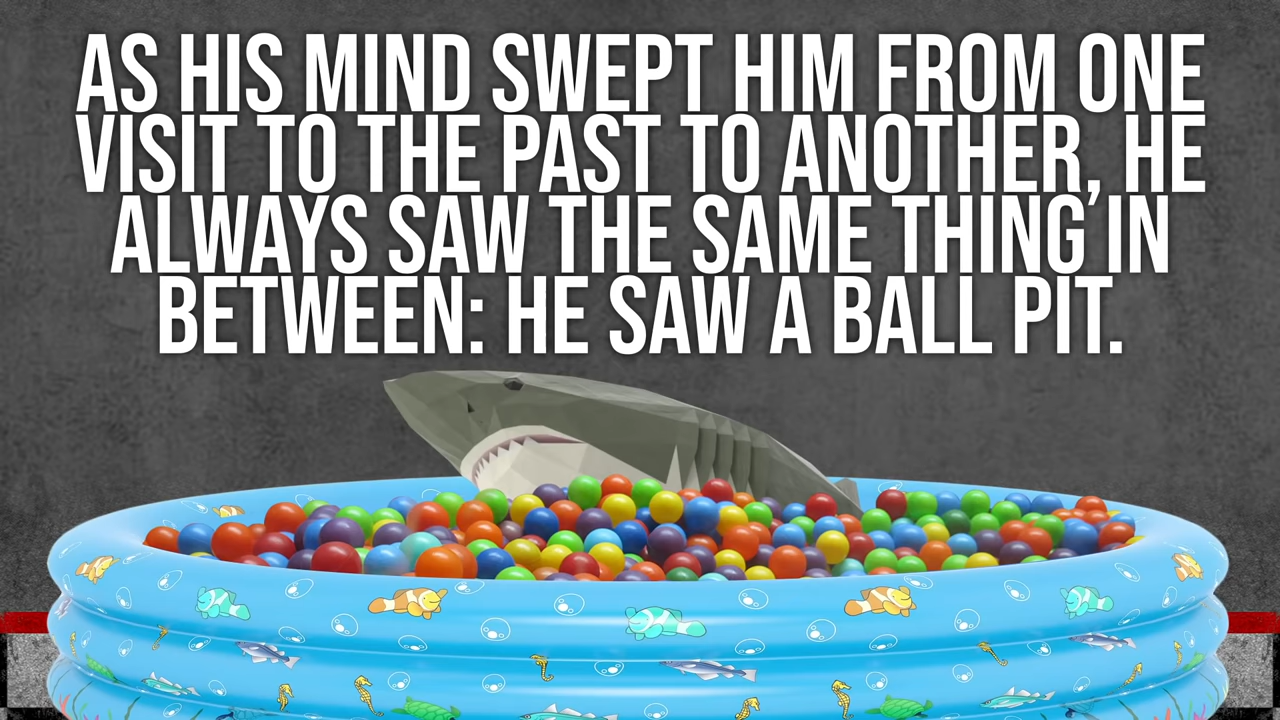 AS HIS MIND SWEPT HIM FROM ONE
VISIT TO THE PAST TO ANOTHER, HE
ALWAYS SAW THE SAME THING IN
BETWEEN: HE SAW A BALL PIT.